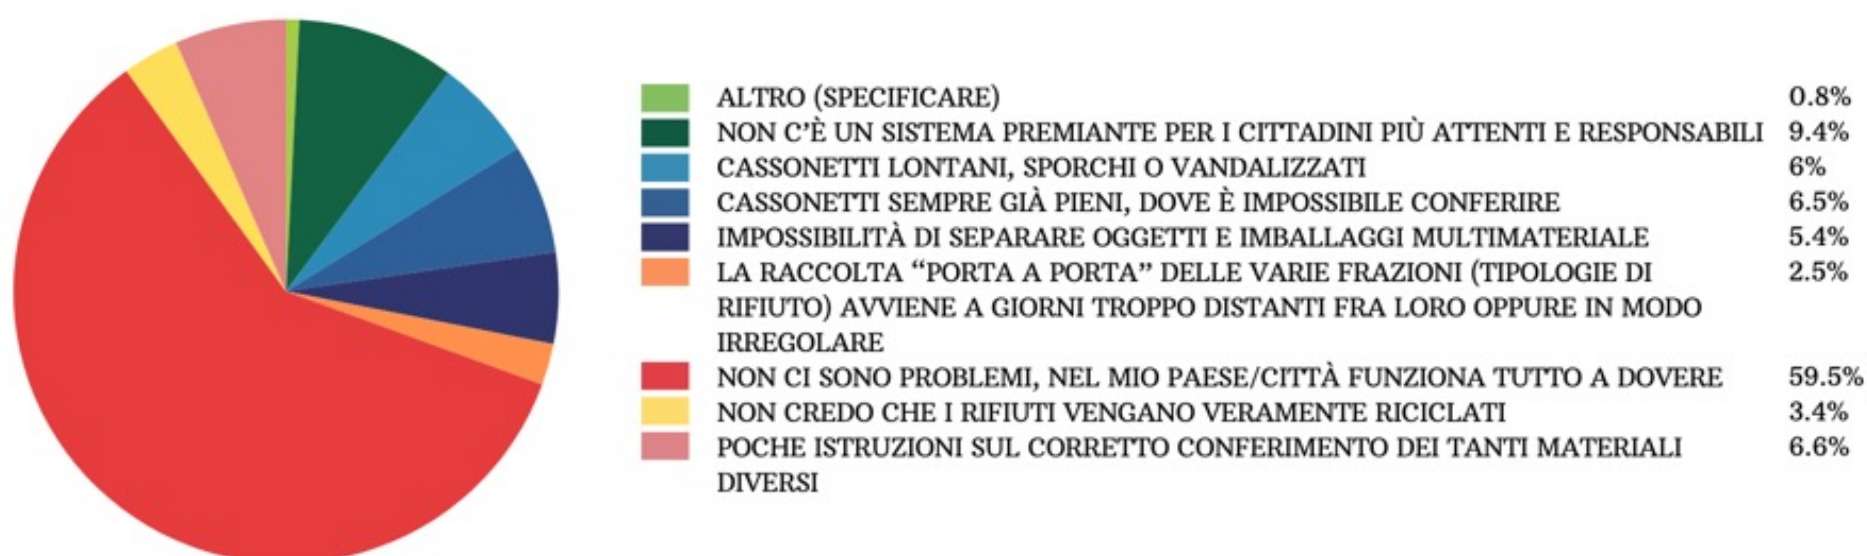 ALTRO (SPECIFICARE) 0.8%
NON C’È UN SISTEMA PREMIANTE PER I CITTADINI PIÙ ATTENTI E RESPONSABILI 9.4%
CASSONETTI LONTANI, SPORCHI O VANDALIZZATI 6%
CASSONETTI SEMPRE GIÀ PIENI, DOVE È IMPOSSIBILE CONFERIRE 6.5%
IMPOSSIBILITÀ DI SEPARARE OGGETTI E IMBALLAGGI MULTIMATERIALE 5.4%
LA RACCOLTA “PORTA A PORTA” DELLE VARIE FRAZIONI (TIPOLOGIE DI 2.5%
RIFIUTO) AVVIENE A GIORNI TROPPO DISTANTI FRA LORO OPPURE IN MODO
IRREGOLARE
NON CI SONO PROBLEMI, NEL MIO PAESE/CITTÀ FUNZIONA TUTTO A DOVERE 59.5%
NON CREDO CHE I RIFIUTI VENGANO VERAMENTE RICICLATI 3.4%
POCHE ISTRUZIONI SUL CORRETTO CONFERIMENTO DEI TANTI MATERIALI 6.6%
DIVERSI